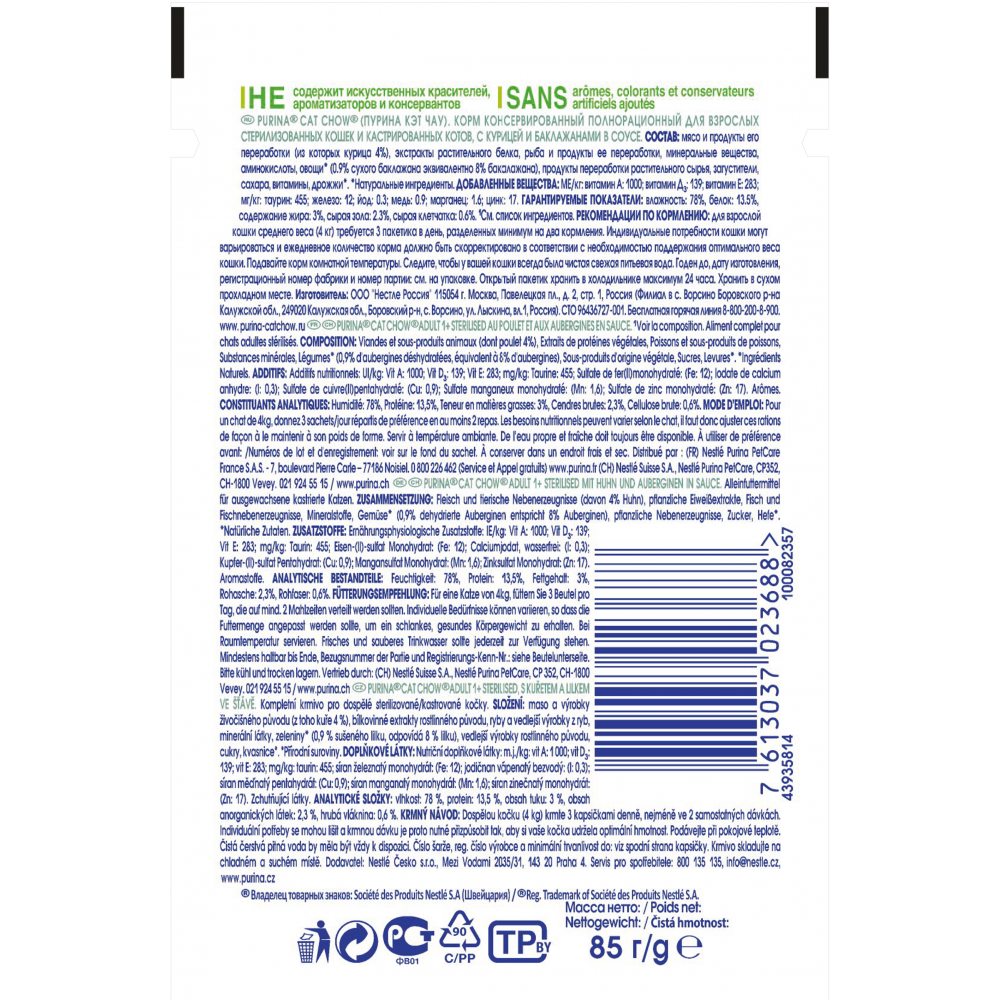 НЕ содержит искусственных красителей, SANS arômes, colorants et conservateurs
ароматизаторов и консервантов artificiels ajoutés
RU PURINA® CAT CHOW® (ПУРИНА КЭТ ЧАУ). КОРМ КОНСЕРВИРОВАННЫЙ ПОЛНОРАЦИОННЫЙ ДЛЯ ВЗРОСЛЫХ
СТЕРИЛИЗОВАННЫХ КОШЕК И КАСТРИРОВАННЫХ КОТОВ, С КУРИЦЕЙ И БАКЛАЖАНАМИ В СОУСЕ. СОСТАВ: мясо и продукты его
переработки (из которых курица 4%), экстракты растительного белка, рыба и продукты ее переработки, минеральные вещества,
аминокислоты, овощи* (0.9% сухого баклажана эквивалентно 8% бакалажана), продукты переработки растительного сырья, загустители,
сахара, витамины, дрожжи*. *Натуральные ингредиенты. ДОБАВЛЕННЫЕ ВЕЩЕСТВА: МЕ/кг: витамин А: 1000; витамин Д3: 139; витамин Е: 283;
мг/кг: таурин: 455; железо: 12; йод: 0.3; медь: 0.9; марганец: 1.6; цинк: 17. ГАРАНТИРУЕМЫЕ ПОКАЗАТЕЛИ: влажность: 78%, белок: 13.5%,
содержание жира: 3%, сырая зола: 2.3%, сырая клетчатка: 0.6%. ¹См. список ингредиентов. РЕКОМЕНДАЦИИ ПО КОРМЛЕНИЮ: для взрослой
кошки среднего веса (4 кг) требуется 3 пакетика в день, разделенных минимум на два кормления. Индивидуальные потребности кошки могут
варьироваться и ежедневное количество корма должно быть скорректировано в соответствии с необходимостью поддержания оптимального веса
кошки. Подавайте корм комнатной температуры. Следите, чтобы у вашей кошки всегда была чистая свежая питьевая вода. Годен до, дату изготовления,
регистрационный номер фабрики и номер партии: см. на упаковке. Открытый пакетик хранить в холодильнике максимум 24 часа. Хранить в сухом
прохладном месте. Изготовитель: ООО "Нестле Россия" 115054 г. Москва, Павелецкая пл., д. 2, стр. 1, Россия (Филиал в с. Ворсино Боровского р-на
Калужской обл., 249020 Калужская обл., Боровский р-н, с. Ворсино, ул. Лыскина, вл.1, Россия). СТО 96436727-001. Бесплатная горячая линия 8-800-200-8-900.
www.purina-catchow.ru FR CH PURINA® CAT CHOW® ADULT 1+ STERILISED AU POULET ET AUX AUBERGINES EN SAUCE. ¹Voir la composition. Aliment complet pour
chats adultes stérilisés. COMPOSITION: Viandes et sous-produits animaux (dont poulet 4%), Extraits de protéines végétales, Poissons et sous-produits de poissons,
Substances minérales, Légumes* (0,9% d'aubergines déshydratées, équivalent à 8% d'aubergines), Sous-produits d'origine végétale, Sucres, Levures*. *Ingrédients
Naturels. ADDITIFS: Additifs nutritionnels: UI/kg: Vit A: 1000; Vit D3: 139; Vit E: 283; mg/kg: Taurine: 455; Sulfate de fer(II)monohydraté: (Fe: 12); Iodate de calcium
anhydre: (I: 0,3); Sulfate de cuivre(II)pentahydraté: (Cu: 0,9); Sulfate manganeux monohydraté: (Mn: 1,6); Sulfate de zinc monohydraté: (Zn: 17). Arômes.
CONSTITUANTS ANALYTIQUES: Humidité: 78%, Protéine: 13,5%, Teneur en matières grasses: 3%, Cendres brutes: 2,3%, Cellulose brute: 0,6%. MODE D'EMPLOI: Pour
un chat de 4kg, donnez 3 sachets/jour répartis de préférence en au moins 2 repas. Les besoins nutritionnels peuvent varier selon le chat, il faut donc ajuster ces rations
de façon à le maintenir à son poids de forme. Servir à température ambiante. De l'eau propre et fraîche doit toujours être disponible. À utiliser de préférence
avant: /Numéros de lot et d'enregistrement: voir sur le fond du sachet. À conserver dans un endroit frais et sec. Distribué par : (FR) Nestlé Purina PetCare
France S.A.S. - 7, boulevard Pierre Carle – 77186 Noisiel. 0 800 226 462 (Service et Appel gratuits) www.purina.fr (CH) Nestlé Suisse S.A., Nestlé Purina PetCare, CP352,
CH-1800 Vevey. 021 924 55 15 / www.purina.ch DE CH PURINA® CAT CHOW® ADULT 1+ STERILISED MIT HUHN UND AUBERGINEN IN SAUCE. Alleinfuttermittel
für ausgewachsene kastrierte Katzen. ZUSAMMENSETZUNG: Fleisch und tierische Nebenerzeugnisse (davon 4% Huhn), pflanzliche Eiweißextrakte, Fisch und
Fischnebenerzeugnisse, Mineralstoffe, Gemüse* (0,9% dehydrierte Auberginen entspricht 8% Auberginen), pflanzliche Nebenerzeugnisse, Zucker, Hefe*.
*Natürliche Zutaten. ZUSATZSTOFFE: Ernährungsphysiologische Zusatzstoffe: IE/kg: Vit A: 1000; Vit D3: 139;
Vit E: 283; mg/kg: Taurin: 455; Eisen-(II)-sulfat Monohydrat: (Fe: 12); Calciumjodat, wasserfrei: (I: 0,3);
Kupfer-(II)-sulfat Pentahydrat: (Cu: 0,9); Mangansulfat Monohydrat: (Mn: 1,6); Zinksulfat Monohydrat: (Zn: 17).
Aromastoffe. ANALYTISCHE BESTANDTEILE: Feuchtigkeit: 78%, Protein: 13,5%, Fettgehalt: 3%,
Rohasche: 2,3%, Rohfaser: 0,6%. FÜTTERUNGSEMPFEHLUNG: Für eine Katze von 4kg, füttern Sie 3 Beutel pro
Tag, die auf mind. 2 Mahlzeiten verteilt werden sollten. Individuelle Bedürfnisse können variieren, so dass die
Futtermenge angepasst werden sollte, um ein schlankes, gesundes Körpergewicht zu erhalten. Bei
Raumtemperatur servieren. Frisches und sauberes Trinkwasser sollte jederzeit zur Verfügung stehen.
Mindestens haltbar bis Ende, Bezugsnummer der Partie und Registrierungs-Kenn-Nr.: siehe Beutelunterseite.
Bitte kühl und trocken lagern. Vertrieb durch: (CH) Nestlé Suisse S.A., Nestlé Purina PetCare, CP 352, CH-1800
Vevey. 021 924 55 15 / www.purina.ch CZ PURINA® CAT CHOW® ADULT 1+ STERILISED, S KUŘETEM A LILKEM
VE ŠŤÁVĚ. Kompletní krmivo pro dospělé sterilizované/kastrované kočky. SLOŽENÍ: maso a výrobky
živočišného původu (z toho kuře 4 %), bílkovinné extrakty rostlinného původu, ryby a vedlejší výrobky z ryb,
minerální látky, zeleniny* (0,9 % sušeného lilku, odpovídá 8 % lilku), vedlejší výrobky rostlinného původu,
cukry, kvasnice*. *Přírodní suroviny. DOPLŇKOVÉ LÁTKY: Nutriční doplňkové látky: m.j./kg: vit A: 1 000; vit D3:
139; vit E: 283; mg/kg: taurin: 455; síran železnatý monohydrát: (Fe: 12); jodičnan vápenatý bezvodý: (I: 0,3);
síran měďnatý pentahydrát: (Cu: 0,9); síran manganatý monohydrát: (Mn: 1,6); síran zinečnatý monohydrát:
(Zn: 17). Zchutňující látky. ANALYTICKÉ SLOŽKY: vlhkost: 78 %, protein: 13,5 %, obsah tuku: 3 %, obsah
anorganických látek: 2,3 %, hrubá vláknina: 0,6 %. KRMNÝ NÁVOD: Dospělou kočku (4 kg) krmte 3 kapsičkami denně, nejméně ve 2 samostatných dávkách.
Individuální potřeby se mohou lišit a krmnou dávku je proto nutné přizpůsobit tak, aby si vaše kočka udržela optimální hmotnost. Podávejte při pokojové teplotě.
Čistá čerstvá pitná voda by měla být vždy k dispozici. Číslo šarže, reg. číslo výrobce a minimální trvanlivost do: viz spodní strana kapsičky. Krmivo skladujte na
chladném a suchém místě. Dodavatel: Nestlé Česko s.r.o., Mezi Vodami 2035/31, 143 20 Praha 4. Servis pro spotřebitele: 800 135 135, info@nestle.cz,
www.purina.cz
7 613037 023688 >
100082357
43935814
®Владелец товарных знаков: Société des Produits Nestlé S.A (Швейцария) / ®Reg. Trademark of Société des Produits Nestlé S.A.
Масса нетто: / Poids net:
Nettogewicht: / Čistá hmotnost:
85 г/g e
РСТ
ФВ01
90
C/PP
TP BY